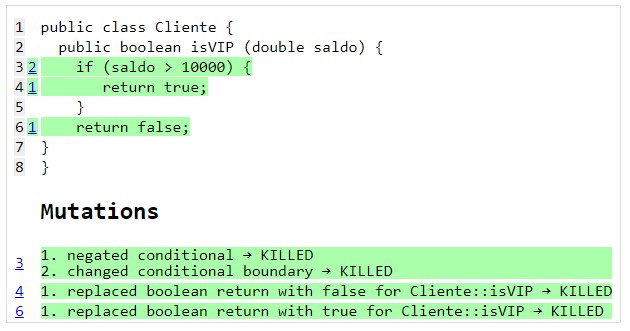 1 public class Cliente {
2 public boolean isVIP (double saldo) {
3 2 if (saldo > 10000) {
4 1 return true;
5 }
6 1 return false;
7 }
8 }
Mutations
3 1. negated conditional → KILLED
2. changed conditional boundary → KILLED
4 1. replaced boolean return with false for Cliente::isVIP → KILLED
6 1. replaced boolean return with true for Cliente::isVIP → KILLED